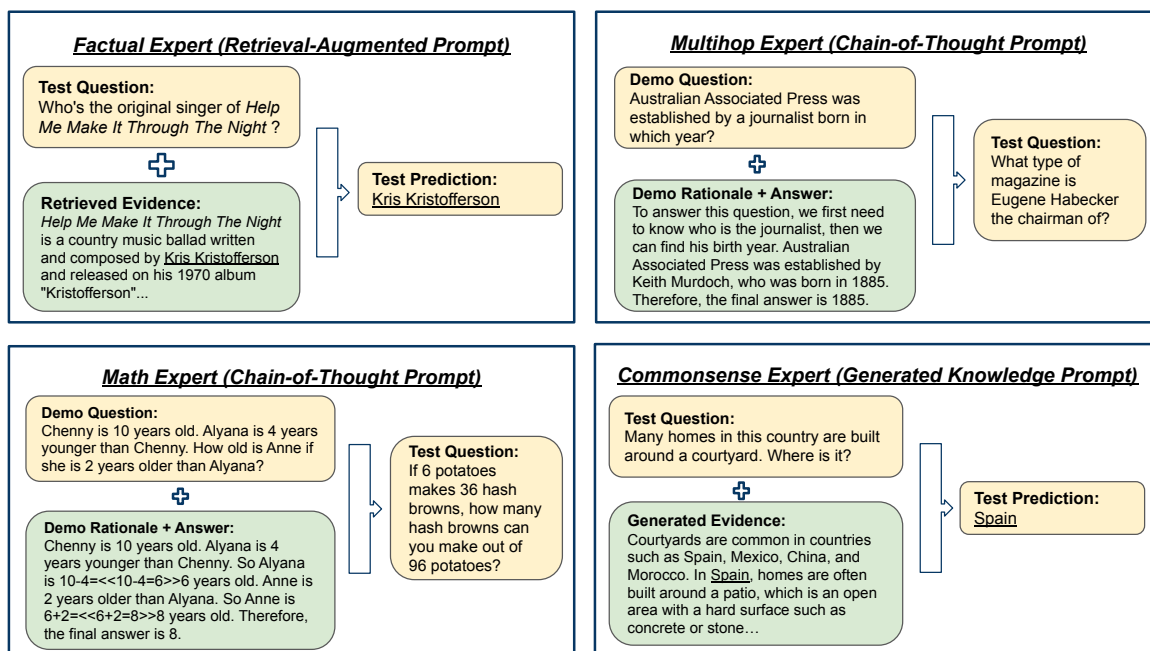 Factual Expert (Retrieval-Augmented Prompt)
Test Question:
Who's the original singer of Help
Me Make It Through The Night ?
Retrieved Evidence:
Help Me Make It Through The Night
is a country music ballad written
and composed by Kris Kristofferson
and released on his 1970 album
"Kristofferson"...
Test Prediction:
Kris Kristofferson
Multihop Expert (Chain-of-Thought Prompt)
Demo Question:
Australian Associated Press was
established by a journalist born in
which year?
Demo Rationale + Answer:
To answer this question, we first need
to know who is the journalist, then we
can find his birth year. Australian
Associated Press was established by
Keith Murdoch, who was born in 1885.
Therefore, the final answer is 1885.
Test Question:
What type of
magazine is
Eugene Habecker
the chairman of?
Math Expert (Chain-of-Thought Prompt)
Demo Question:
Chenny is 10 years old. Alyana is 4 years
younger than Chenny. How old is Anne if
she is 2 years older than Alyana?
Demo Rationale + Answer:
Chenny is 10 years old. Alyana is 4
years younger than Chenny. So Alyana
is 10-4=<<10-4=6>>6 years old. Anne is
2 years older than Alyana. So Anne is
6+2=<<6+2=8>>8 years old. Therefore,
the final answer is 8.
Test Question:
If 6 potatoes
makes 36 hash
browns, how many
hash browns can
you make out of
96 potatoes?
Commonsense Expert (Generated Knowledge Prompt)
Test Question:
Many homes in this country are built
around a courtyard. Where is it?
Generated Evidence:
Courtyards are common in countries
such as Spain, Mexico, China, and
Morocco. In Spain, homes are often
built around a patio, which is an open
area with a hard surface such as
concrete or stone…
Test Prediction:
Spain